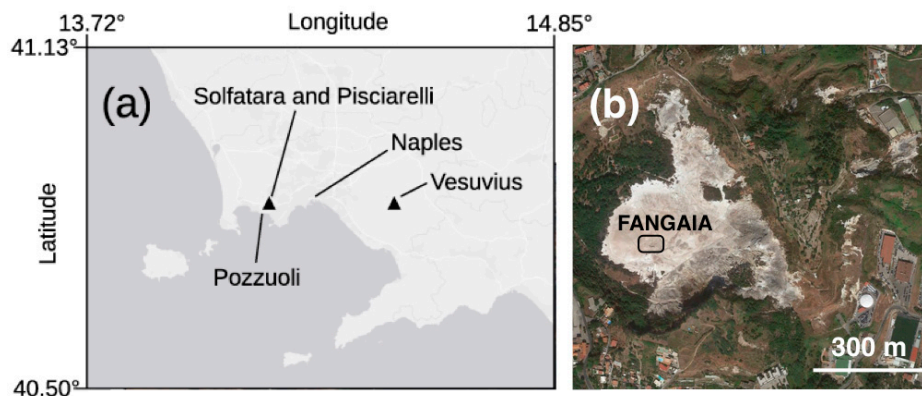 Longitude
13.72°
14.85°
41.13°
(a)
Solfatara and Pisciarelli
Naples
Vesuvius
Pozzuoli
Latitude
40.50°
(b)
FANGAIA
300 m